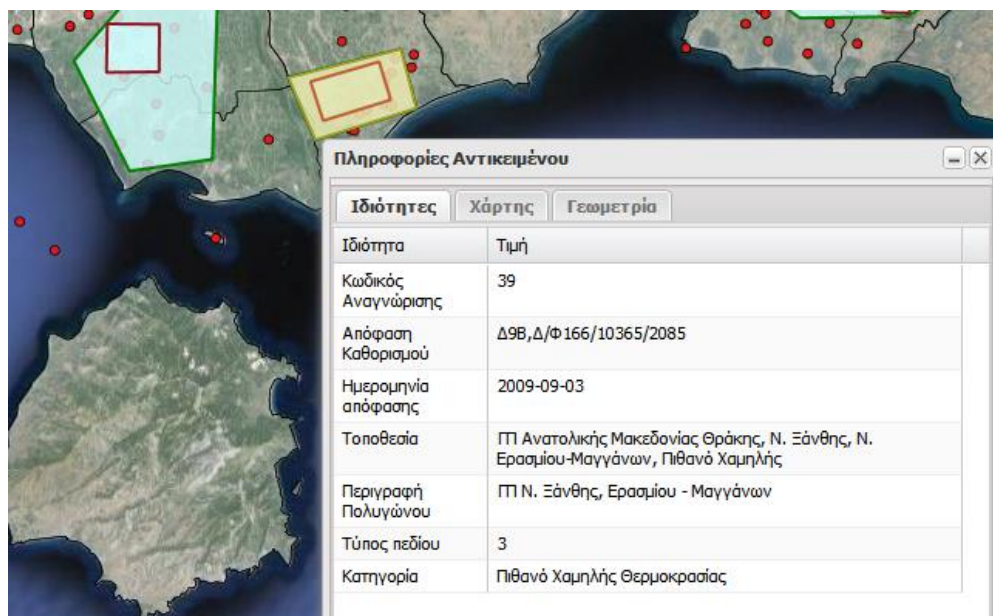 Πληροφορίες Αντικειμένου
Ιδιότητες Χάρτης Γεωμετρία
Ιδιότητα Τιμή
Κωδικός 39
Αναγνώρισης
Απόφαση Δ9Β,Δ/Φ166/10365/2085
Καθορισμού
Ημερομηνία 2009-09-03
απόφασης
Τοποθεσία ΓΠ Ανατολικής Μακεδονίας Θράκης, Ν. Ξάνθης, Ν.
Ερασμίου-Μαγγάνων, Πιθανό Χαμηλής
Περιγραφή ΓΠ Ν. Ξάνθης, Ερασμίου - Μαγγάνων
Πολυγώνου
Τύπος πεδίου 3
Κατηγορία Πιθανό Χαμηλής Θερμοκρασίας